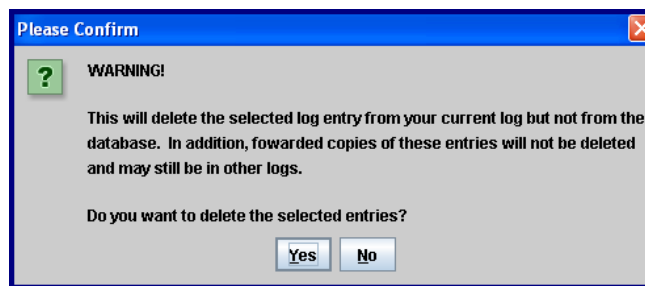 Please Confirm
?
WARNING!
This will delete the selected log entry from your current log but not from the
database. In addition, fowarded copies of these entries will not be deleted
and may still be in other logs.
Do you want to delete the selected entries?
Yes No